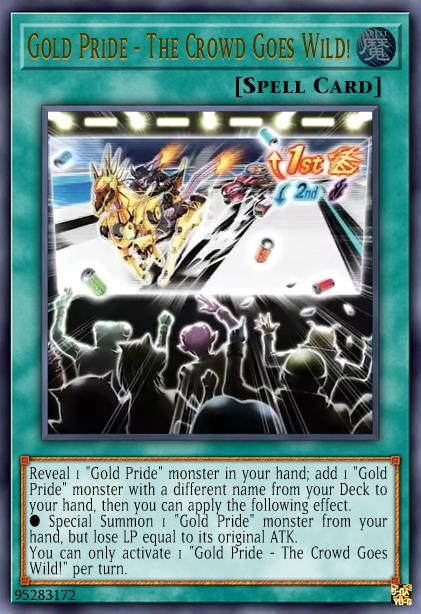 Gold Pride - The Crowd Goes Wild!
魔
[Spell Card]
1st
2nd
Reveal 1 "Gold Pride" monster in your hand; add 1 "Gold
Pride" monster with a different name from your Deck to
your hand, then you can apply the following effect.
● Special Summon 1 "Gold Pride" monster from your
hand, but lose LP equal to its original ATK.
You can only activate 1 "Gold Pride - The Crowd Goes
Wild!" per turn.
95283172